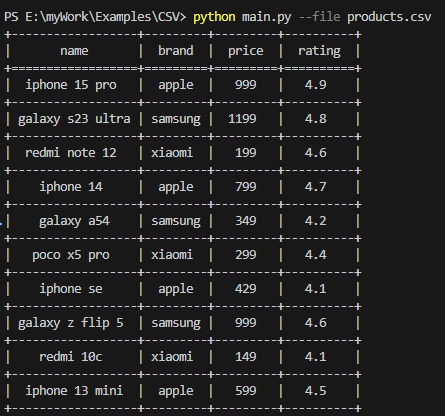 PS E:\myWork\Examples\CSV> python main.py --file products.csv
name | brand | price | rating
iphone 15 pro | apple | 999 | 4.9
galaxy s23 ultra | samsung | 1199 | 4.8
redmi note 12 | xiaomi | 199 | 4.6
iphone 14 | apple | 799 | 4.7
galaxy a54 | samsung | 349 | 4.2
poco x5 pro | xiaomi | 299 | 4.4
iphone se | apple | 429 | 4.1
galaxy z flip 5 | samsung | 999 | 4.6
redmi 10c | xiaomi | 149 | 4.1
iphone 13 mini | apple | 599 | 4.5